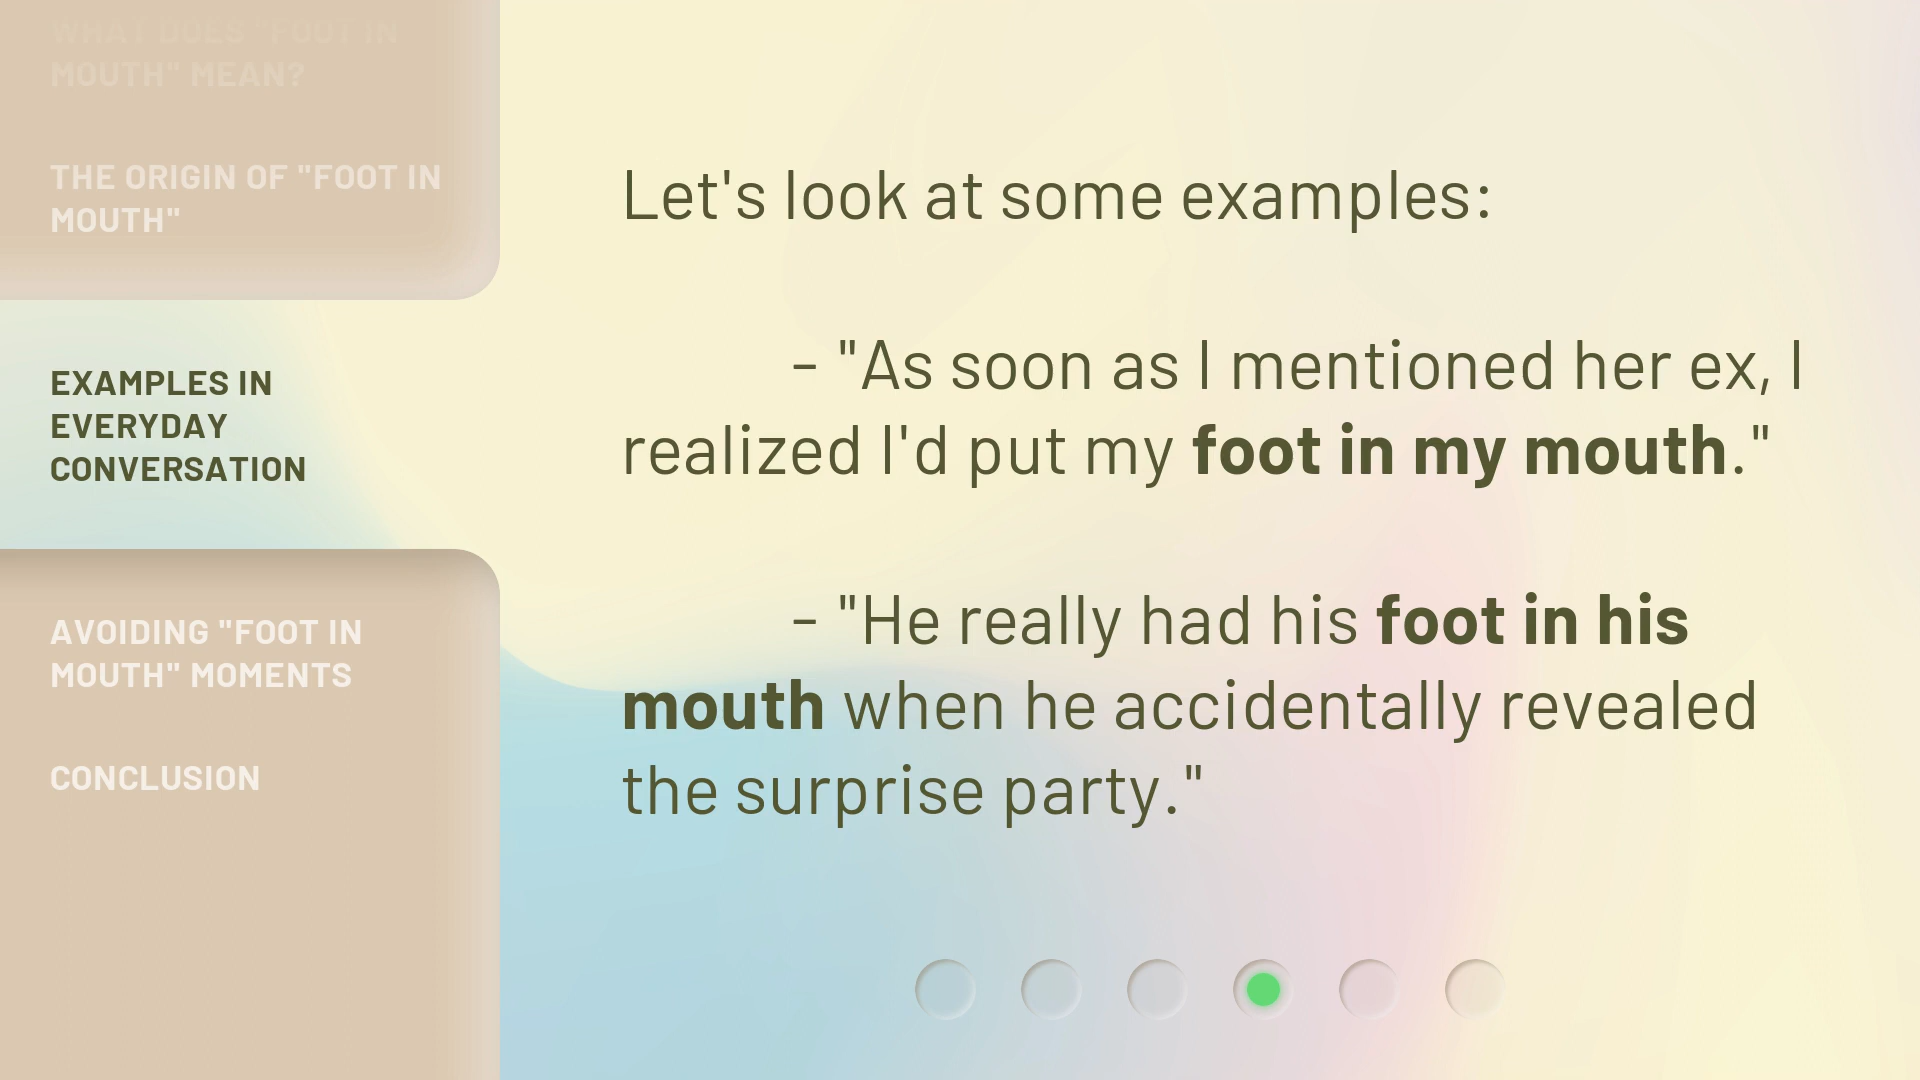 WHAT DOES "FOOT IN
MOUTH" MEAN?
THE ORIGIN OF "FOOT IN
MOUTH"
EXAMPLES IN
EVERYDAY
CONVERSATION
AVOIDING "FOOT IN
MOUTH" MOMENTS
CONCLUSION
Let's look at some examples:
- "As soon as I mentioned her ex, I
realized I'd put my foot in my mouth."
- "He really had his foot in his
mouth when he accidentally revealed
the surprise party."